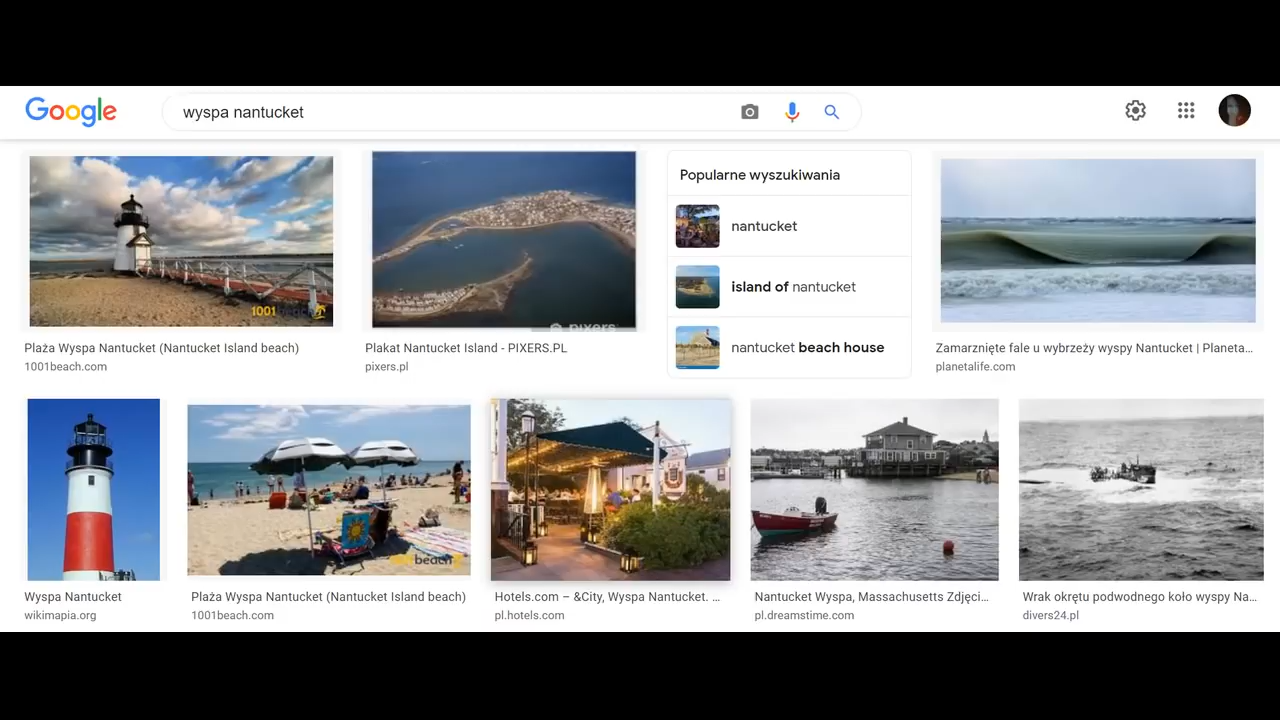 Google
wyspa nantucket
1001beach
Plaża Wyspa Nantucket (Nantucket Island beach)
1001beach.com
pixers
Plakat Nantucket Island - PIXERS.PL
pixers.pl
Popularne wyszukiwania
nantucket
island of nantucket
nantucket beach house
Zamarznięte fale u wybrzeży wyspy Nantucket | Planeta...
planetalife.com
Wyspa Nantucket
wikimapia.org
1001beach
Plaża Wyspa Nantucket (Nantucket Island beach)
1001beach.com
Hotels.com – &City, Wyspa Nantucket. ...
pl.hotels.com
Nantucket Wyspa, Massachusetts Zdjęci...
pl.dreamstime.com
Wrak okrętu podwodnego koło wyspy Na...
divers24.pl